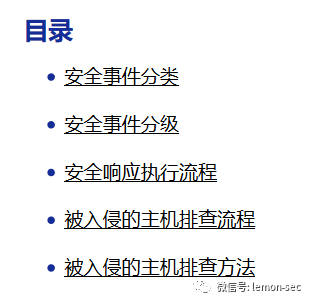 目录
安全事件分类
安全事件分级
安全响应执行流程
被入侵的主机排查流程
被入侵的主机排查方法
微信号: lemon-sec